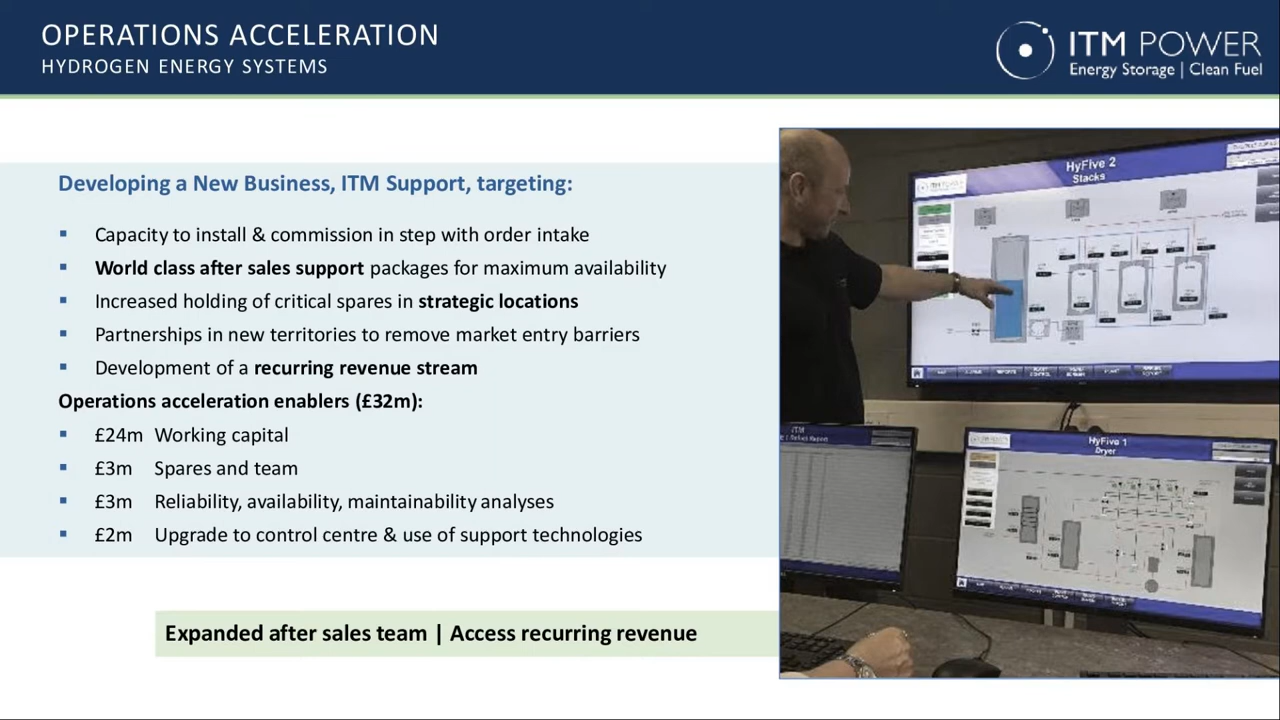 OPERATIONS ACCELERATION
HYDROGEN ENERGY SYSTEMS
ITM POWER
Energy Storage | Clean Fuel
Developing a New Business, ITM Support, targeting:
▪ Capacity to install & commission in step with order intake
▪ World class after sales support packages for maximum availability
▪ Increased holding of critical spares in strategic locations
▪ Partnerships in new territories to remove market entry barriers
▪ Development of a recurring revenue stream
Operations acceleration enablers (£32m):
▪ £24m Working capital
▪ £3m Spares and team
▪ £3m Reliability, availability, maintainability analyses
▪ £2m Upgrade to control centre & use of support technologies
Expanded after sales team | Access recurring revenue
HyFive 2
Stacks
ITM POWER
ITM
HyFive 1
Dryer